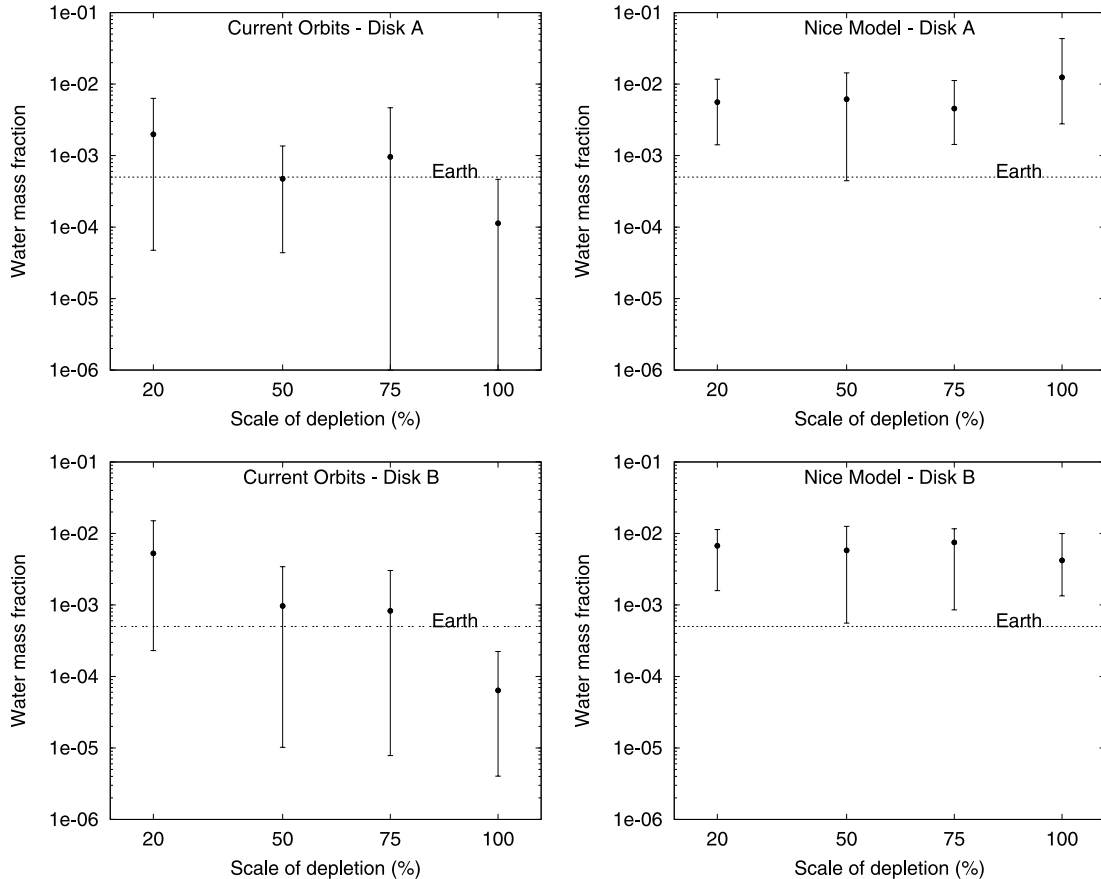 Current Orbits - Disk A
Water mass fraction
1e-01
1e-02
1e-03
1e-04
1e-05
1e-06
Earth
20 50 75 100
Scale of depletion (%)
Nice Model - Disk A
Water mass fraction
1e-01
1e-02
1e-03
1e-04
1e-05
1e-06
Earth
20 50 75 100
Scale of depletion (%)
Current Orbits - Disk B
Water mass fraction
1e-01
1e-02
1e-03
1e-04
1e-05
1e-06
Earth
20 50 75 100
Scale of depletion (%)
Nice Model - Disk B
Water mass fraction
1e-01
1e-02
1e-03
1e-04
1e-05
1e-06
Earth
20 50 75 100
Scale of depletion (%)